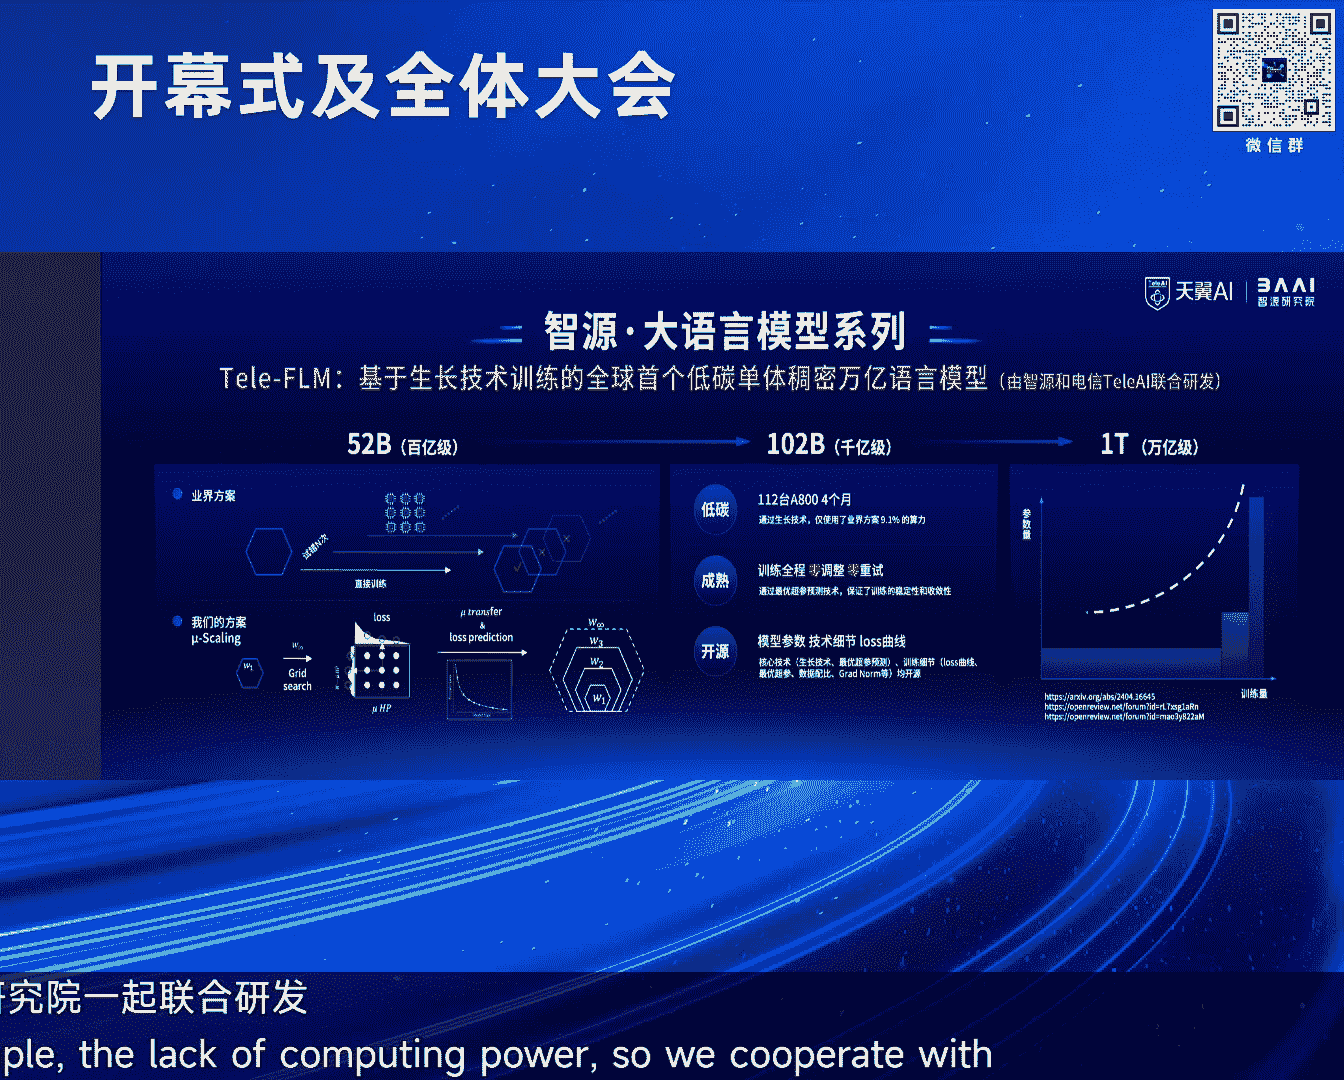 开幕式及全体大会
微信群
TeleAI
天翼AI
BAAI
智源研究院
智源·大语言模型系列
Tele-FLM：基于生长技术训练的全球首个低碳单体稠密万亿语言模型（由智源和电信TeleAI联合研发）
52B（百亿级）
102B（千亿级）
1T（万亿级）
业界方案
试错N次
直接训练
我们的方案
μ-Scaling
w1
w∞
Grid
search
loss
μ HP
μ transfer
&
loss prediction
w∞
w3
w2
w1
低碳
112台A800 4个月
通过生长技术，仅使用了业界方案 9.1% 的算力
成熟
训练全程 零调整 零重试
通过最优超参预测技术，保证了训练的稳定性和收敛性
开源
模型参数 技术细节 loss曲线
核心技术（生长技术、最优超参预测）、训练细节（loss曲线、
最优超参、数据配比、Grad Norm等）均开源
参数量
训练量
https://arxiv.org/abs/2404.16645
https://openreview.net/forum?id=rL7xsg1aRn
https://openreview.net/forum?id=mao3y822aM
研究院一起联合研发
ple, the lack of computing power, so we cooperate with